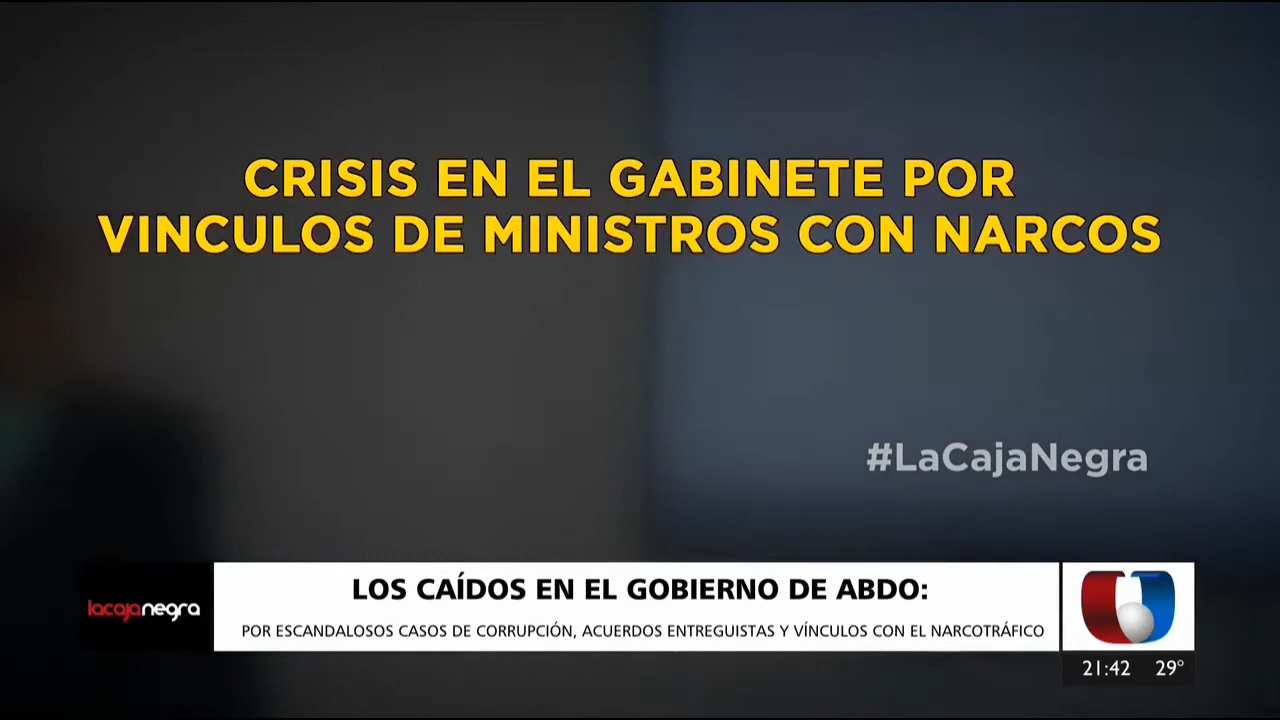 CRISIS EN EL GABINETE POR
VINCULOS DE MINISTROS CON NARCOS
#LaCajaNegra
lacajanegra
LOS CAÍDOS EN EL GOBIERNO DE ABDO:
POR ESCANDALOSOS CASOS DE CORRUPCIÓN, ACUERDOS ENTREGUISTAS Y VÍNCULOS CON EL NARCOTRÁFICO
21:42 29°